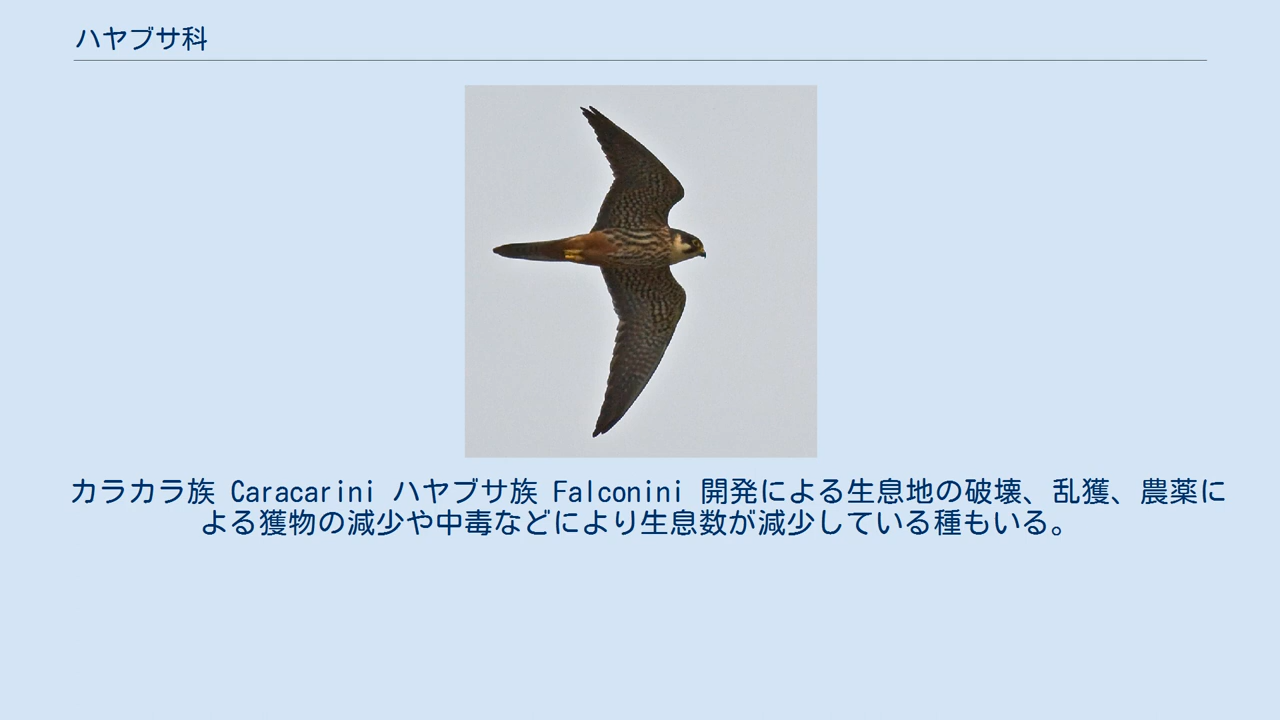 ハヤブサ科
カラカラ族 Caracarini ハヤブサ族 Falconini 開発による生息地の破壊、乱獲、農薬に
よる獲物の減少や中毒などにより生息数が減少している種もいる。